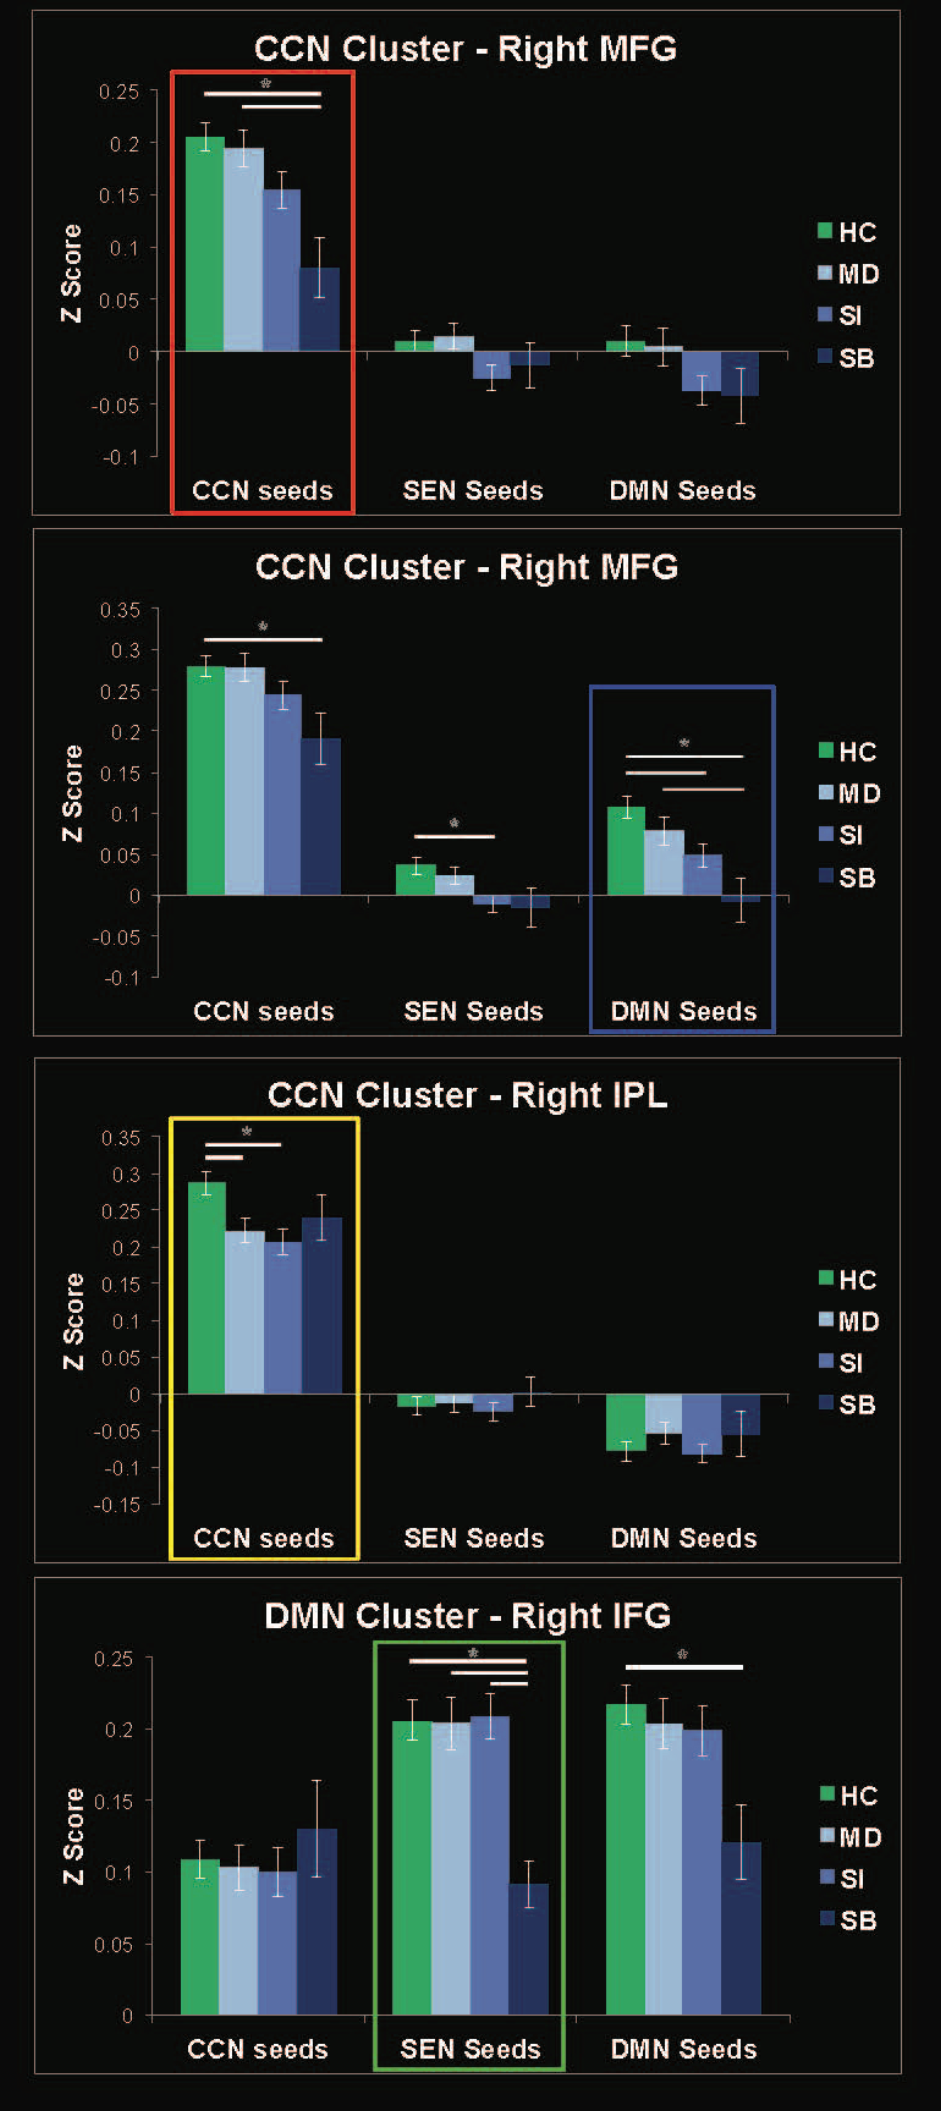 CCN Cluster - Right MFG
*
0.25
0.2
0.15
0.1
0.05
0
-0.05
-0.1
Z Score
HC
MD
SI
SB
CCN seeds SEN Seeds DMN Seeds
CCN Cluster - Right MFG
0.35
*
0.3
0.25
0.2
*
0.15
0.1
*
0.05
0
-0.05
-0.1
Z Score
HC
MD
SI
SB
CCN seeds SEN Seeds DMN Seeds
CCN Cluster - Right IPL
*
0.35
0.3
0.25
0.2
0.15
0.1
0.05
0
-0.05
-0.1
-0.15
Z Score
HC
MD
SI
SB
CCN seeds SEN Seeds DMN Seeds
DMN Cluster - Right IFG
* *
0.25
0.2
0.15
0.1
0.05
0
Z Score
HC
MD
SI
SB
CCN seeds SEN Seeds DMN Seeds